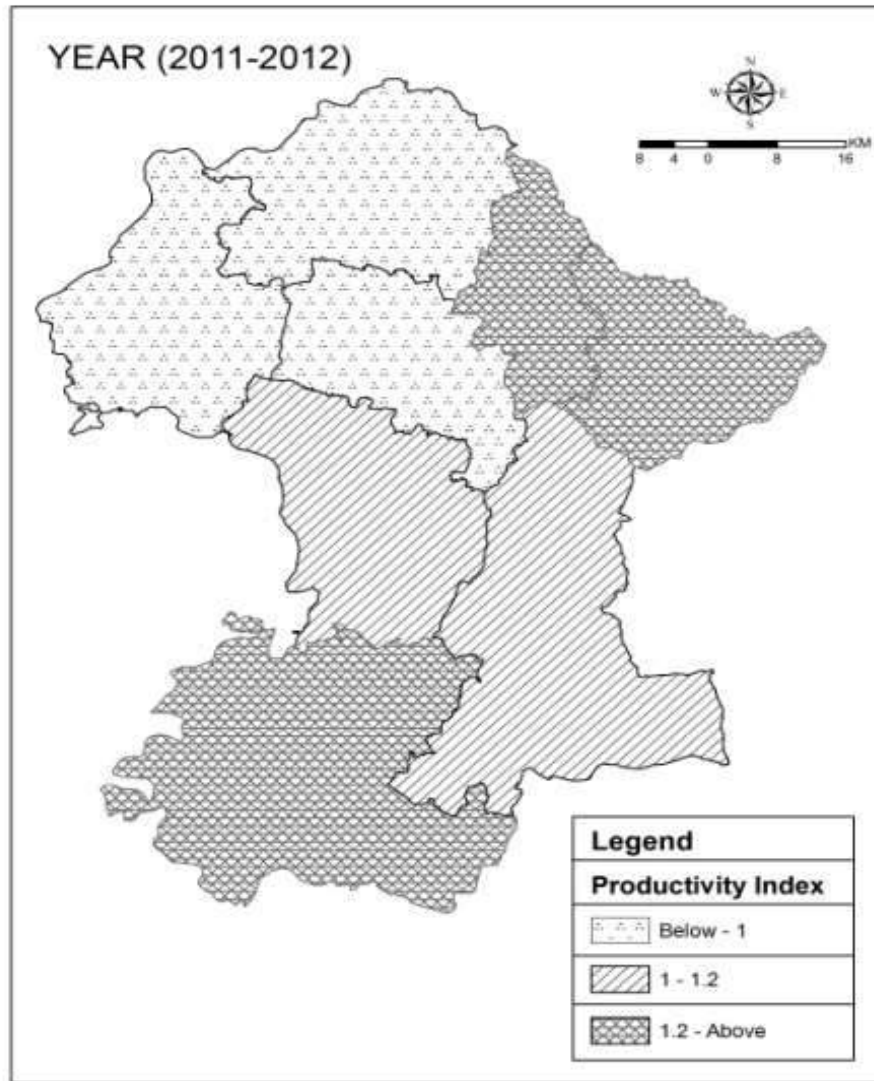 YEAR (2011-2012)
N
W E
S
KM
8 4 0 8 16
Legend
Productivity Index
Below - 1
1 - 1.2
1.2 - Above